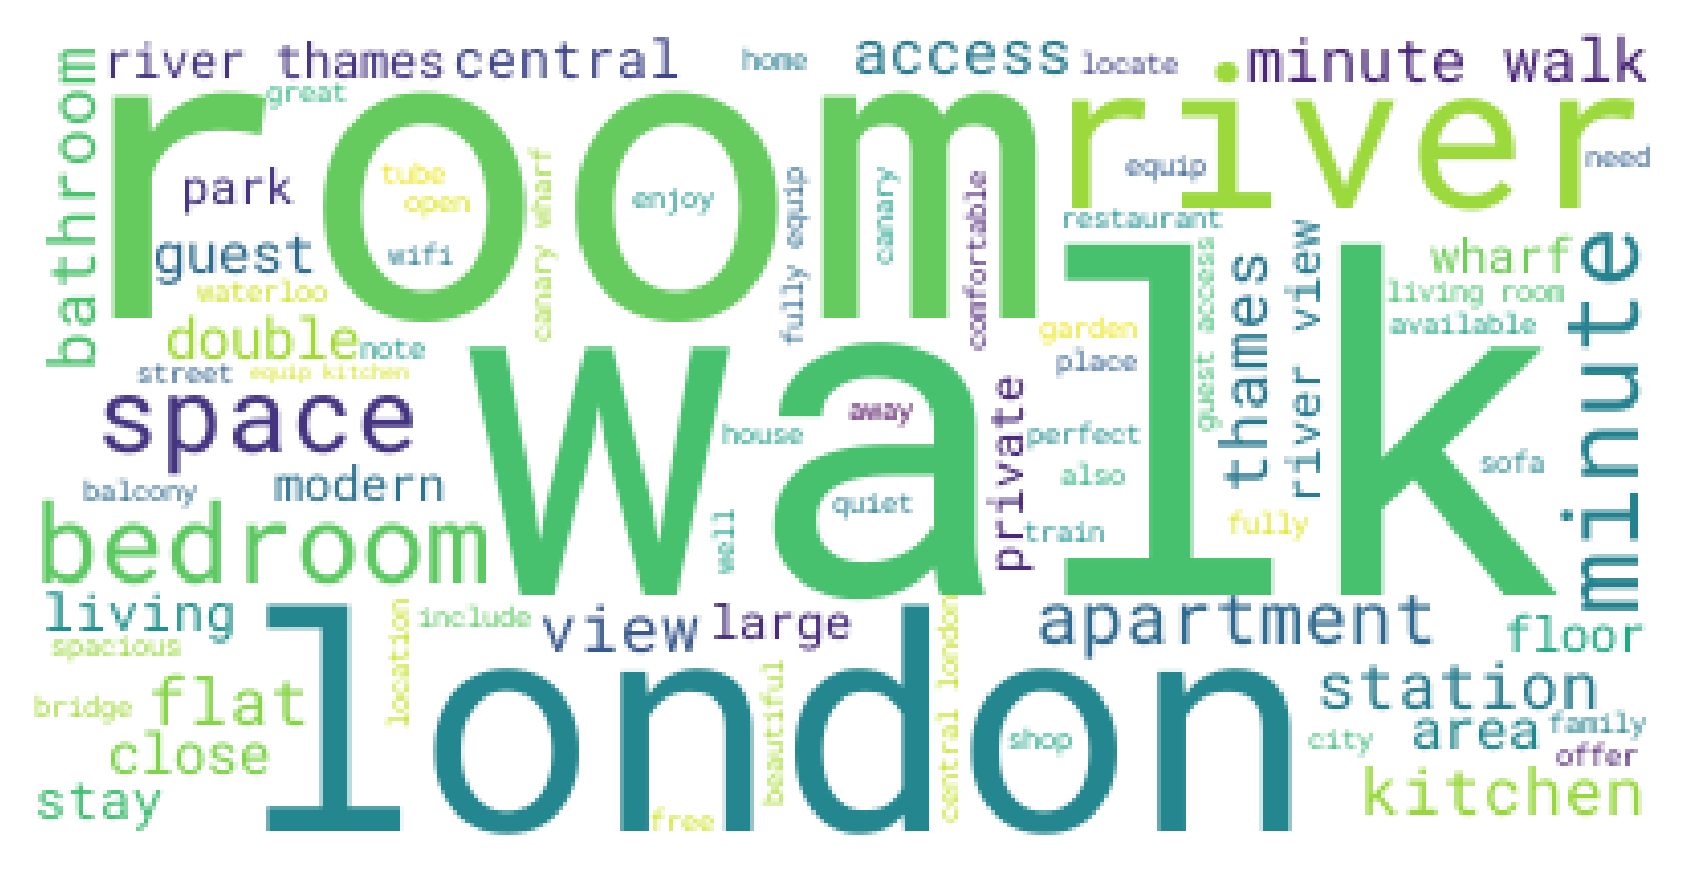 bathroom
river thames
central
home
access
locate
minute walk
great
room
river
park
tube
open
enjoy
canary wharf
fully equip
canary
comfortable
equip
need
restaurant
guest
wifi
waterloo
double
note
street
equip kitchen
space
balcony
modern
bedroom
walk
away
house
quiet
well
private
garden
place
perfect
also
train
guest access
thames
river view
wharf
living room
available
sofa
fully
minute
living
spacious
location
include
view
large
apartment
floor
bridge
flat
close
stay
london
free
beautiful
central london
shop
station
city
area
family
offer
kitchen